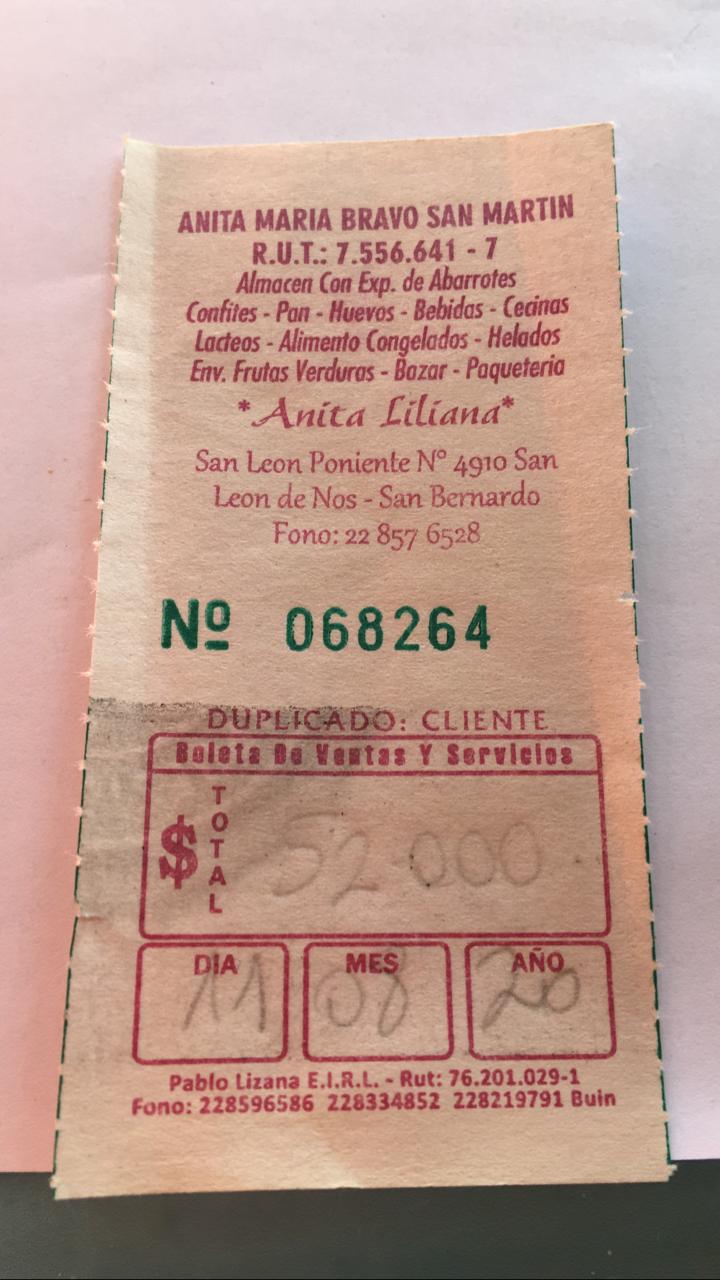 ANITA MARIA BRAVO SAN MARTIN
R.U.T.: 7.556.641 - 7
Almacen Con Exp. de Abarrotes
Confites - Pan - Huevos - Bebidas - Cecinas
Lacteos - Alimento Congelados - Helados
Env. Frutas Verduras - Bazar - Paqueteria
*Anita Liliana*
San Leon Poniente N° 4910 San
Leon de Nos - San Bernardo
Fono: 22 857 6528
Nº 068264
DUPLICADO: CLIENTE
Boleta De Ventas Y Servicios
$ TOTAL 52000
DIA MES AÑO
11 08 20
Pablo Lizana E.I.R.L. - Rut: 76.201.029-1
Fono: 228596586 228334852 228219791 Buin